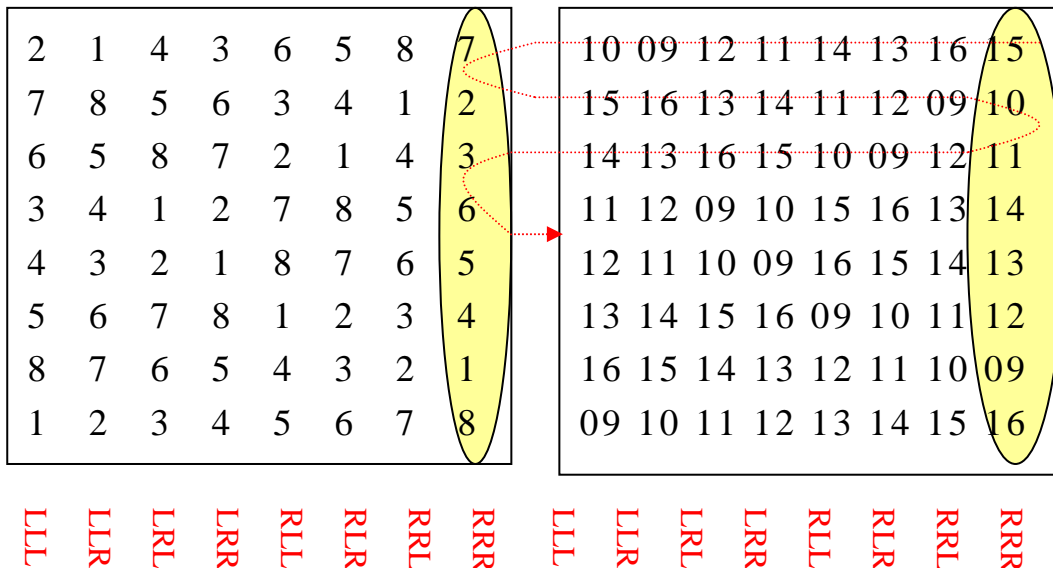 2 1 4 3 6 5 8 7 10 09 12 11 14 13 16 15
7 8 5 6 3 4 1 2 15 16 13 14 11 12 09 10
6 5 8 7 2 1 4 3 14 13 16 15 10 09 12 11
3 4 1 2 7 8 5 6 11 12 09 10 15 16 13 14
4 3 2 1 8 7 6 5 12 11 10 09 16 15 14 13
5 6 7 8 1 2 3 4 13 14 15 16 09 10 11 12
8 7 6 5 4 3 2 1 16 15 14 13 12 11 10 09
1 2 3 4 5 6 7 8 09 10 11 12 13 14 15 16
LLL LLR LRL LRR RLL RLR RRL RRR LLL LLR LRL LRR RLL RLR RRL RRR